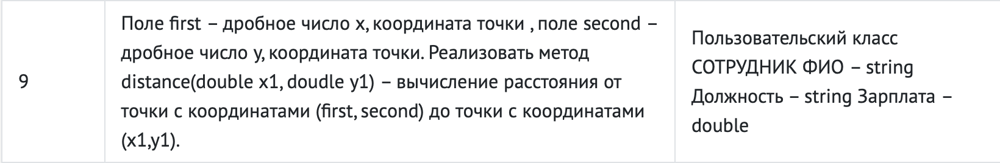 9
Поле first – дробное число x, координата точки , поле second –
дробное число y, координата точки. Реализовать метод
distance(double x1, doudle y1) – вычисление расстояния от
точки с координатами (first, second) до точки с координатами
(x1,y1).
Пользовательский класс
СОТРУДНИК ФИО – string
Должность – string Зарплата –
double